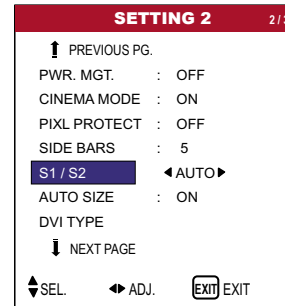 SETTING 2 2/3
PREVIOUS PG.
PWR. MGT. : OFF
CINEMA MODE : ON
PIXL PROTECT : OFF
SIDE BARS : 5
S1 / S2 AUTO
AUTO SIZE : ON
DVI TYPE
NEXT PAGE
SEL. ADJ. EXIT EXIT